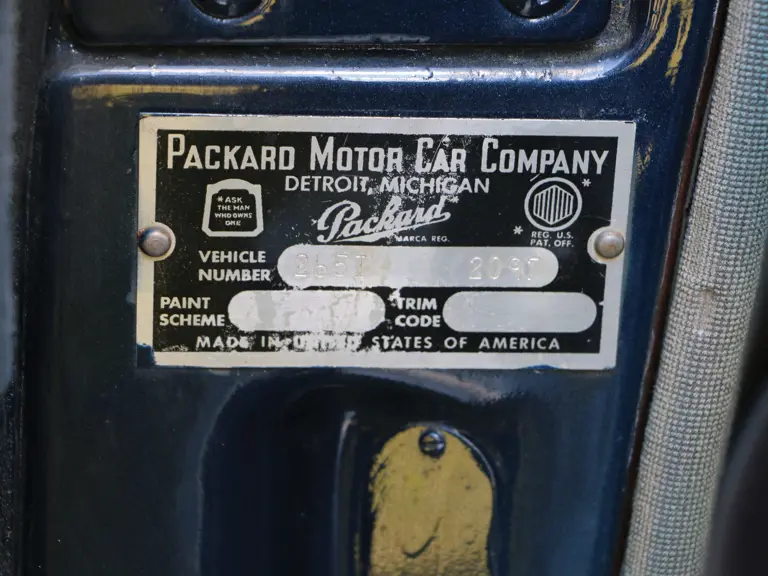 PACKARD MOTOR CAR COMPANY
DETROIT, MICHIGAN
* ASK
THE MAN
WHO OWNS
ONE
Packard
MARCA REG.
*
* REG. U.S.
PAT. OFF.
VEHICLE
NUMBER
PAINT
SCHEME
TRIM
CODE
MADE IN UNITED STATES OF AMERICA